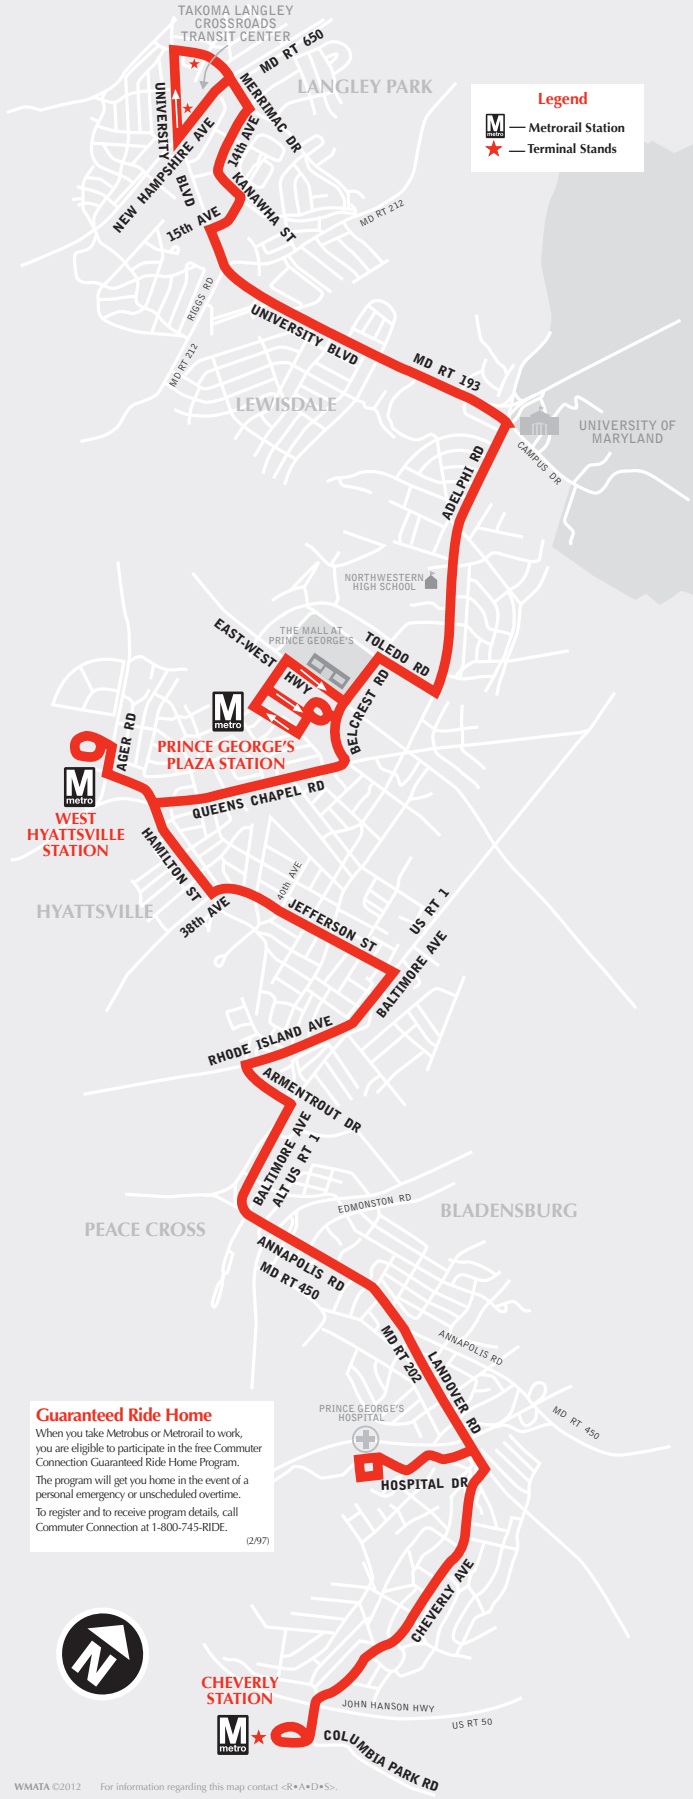 TAKOMA LANGLEY
CROSSROADS
TRANSIT CENTER
MD RT 650
LANGLEY PARK
UNIVERSITY
BLVD
MERRIMAC DR
NEW HAMPSHIRE AVE
14th AVE
KANAWHA ST
15th AVE
MD RT 212
Legend
M
metro
Metrorail Station
Terminal Stands
RIGGS RD
MD RT 212
UNIVERSITY BLVD
MD RT 193
LEWISDALE
UNIVERSITY OF
MARYLAND
CAMPUS DR
ADELPHI RD
NORTHWESTERN
HIGH SCHOOL
THE MALL AT
PRINCE GEORGE'S
EAST-WEST
HWY
TOLEDO RD
BELCREST RD
M
metro
PRINCE GEORGE'S
PLAZA STATION
AGER RD
QUEENS CHAPEL RD
M
metro
WEST
HYATTSVILLE
STATION
HAMILTON ST
HYATTSVILLE
38th AVE
40th AVE
JEFFERSON ST
US RT 1
BALTIMORE AVE
RHODE ISLAND AVE
ARMENTROUT DR
BALTIMORE AVE
ALT US RT 1
EDMONSTON RD
BLADENSBURG
PEACE CROSS
ANNAPOLIS RD
MD RT 450
MD RT 202
LANDOVER RD
ANNAPOLIS RD
MD RT 450
PRINCE GEORGE'S
HOSPITAL
HOSPITAL DR
Guaranteed Ride Home
When you take Metrobus or Metrorail to work,
you are eligible to participate in the free Commuter
Connection Guaranteed Ride Home Program.
The program will get you home in the event of a
personal emergency or unscheduled overtime.
To register and to receive program details, call
Commuter Connection at 1-800-745-RIDE.
(2/97)
CHEVERLY AVE
N
CHEVERLY
STATION
M
metro
JOHN HANSON HWY
US RT 50
COLUMBIA PARK RD
WMATA ©2012 For information regarding this map contact <R•A•D•S>.